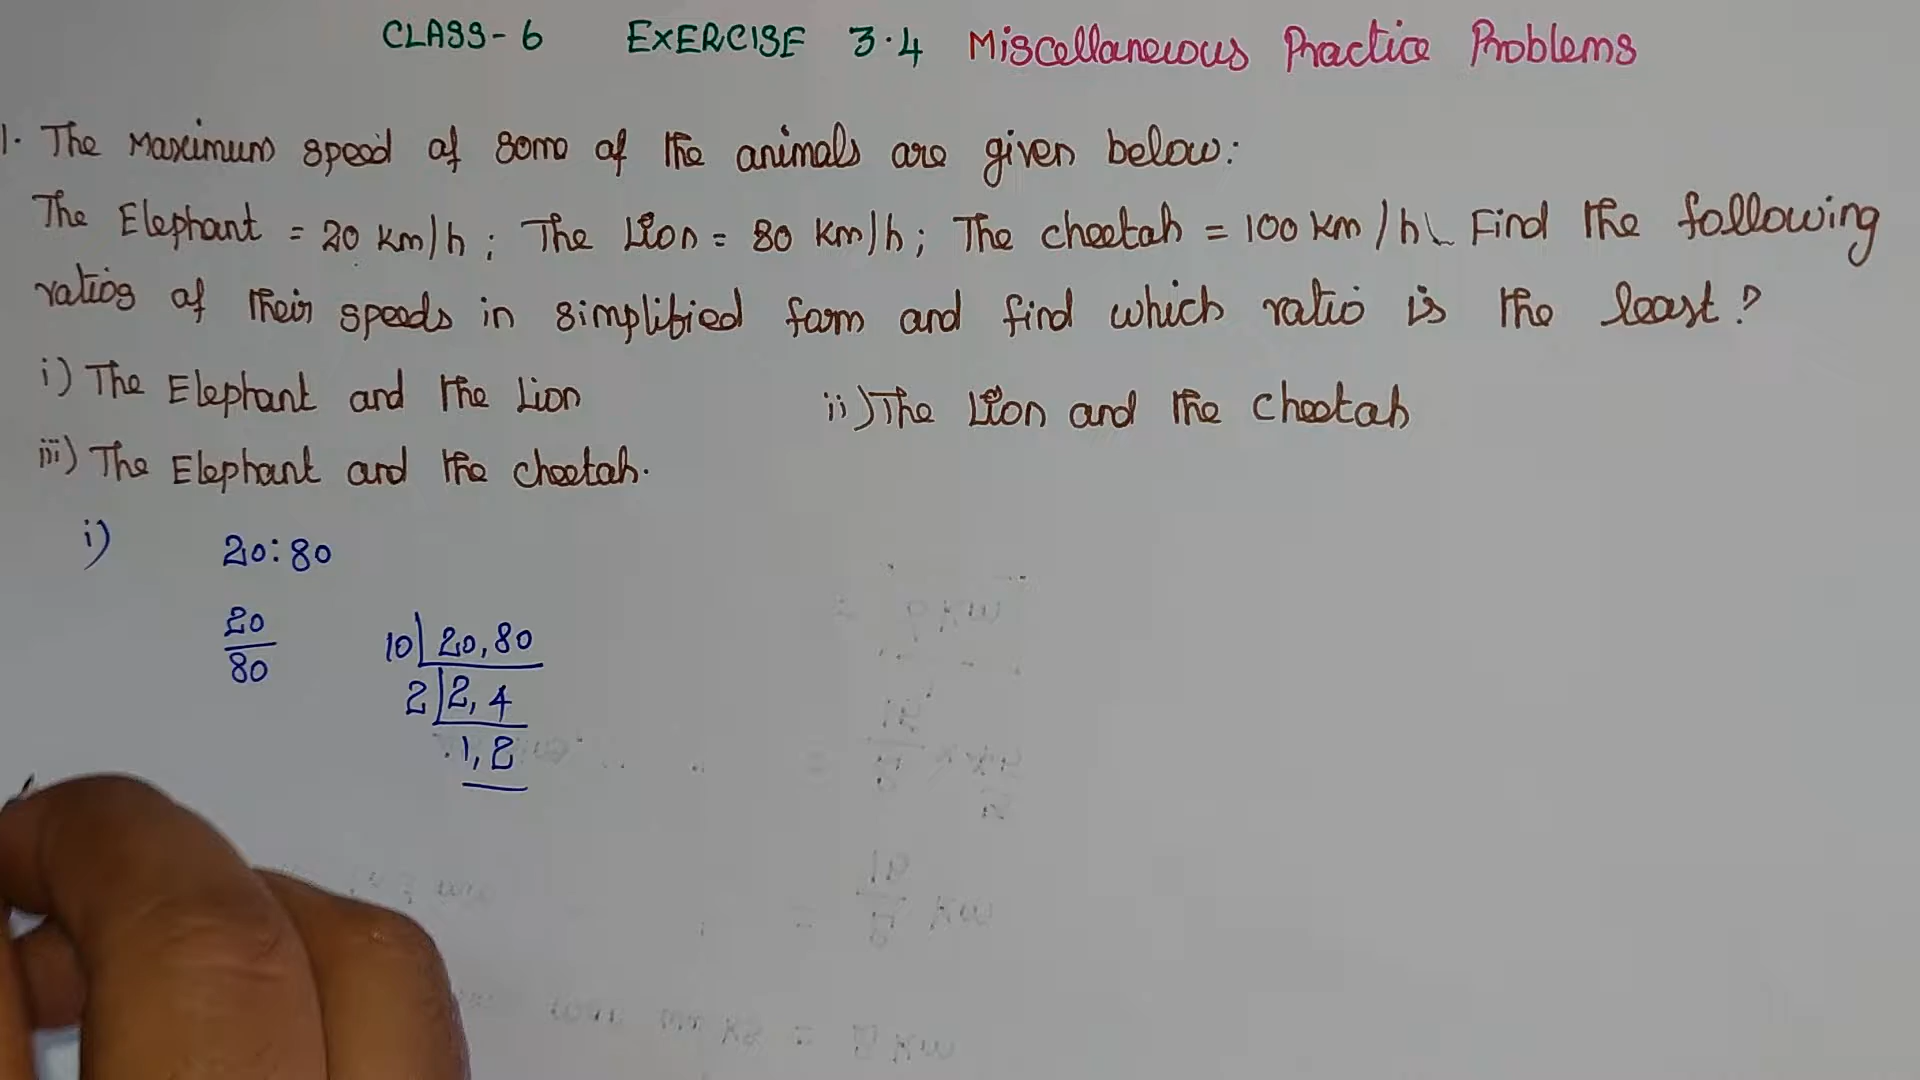 CLASS-6 EXERCISE 3.4 Miscellaneous Practice Problems
1. The Maximum speed of some of the animals are given below:
The Elephant = 20 km/h; The Lion = 80 km/h; The cheetah = 100 km/h. Find the following
ratios of their speeds in simplified form and find which ratio is the least?
i) The Elephant and the Lion ii) The Lion and the cheetah
iii) The Elephant and the cheetah.
i) 20:80
20
80
10 20, 80
2 2, 4
1, 2